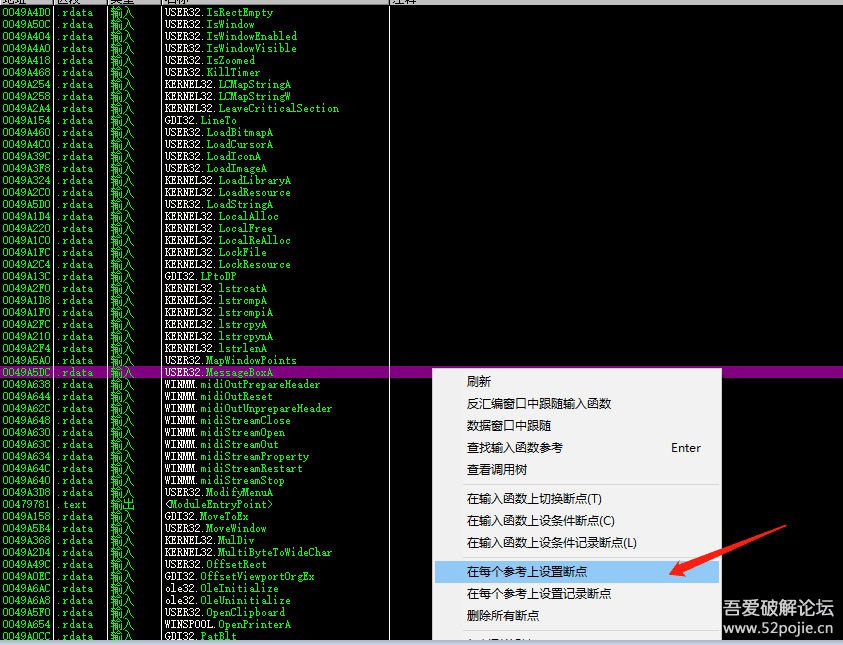 0049A4D0 .rdata 输入 USER32.IsRectEmpty
0049A50C .rdata 输入 USER32.IsWindow
0049A404 .rdata 输入 USER32.IsWindowEnabled
0049A4A0 .rdata 输入 USER32.IsWindowVisible
0049A418 .rdata 输入 USER32.IsZoomed
0049A468 .rdata 输入 USER32.KillTimer
0049A254 .rdata 输入 KERNEL32.LCMapStringA
0049A258 .rdata 输入 KERNEL32.LCMapStringW
0049A2A4 .rdata 输入 KERNEL32.LeaveCriticalSection
0049A154 .rdata 输入 GDI32.LineTo
0049A460 .rdata 输入 USER32.LoadBitmapA
0049A4C0 .rdata 输入 USER32.LoadCursorA
0049A39C .rdata 输入 USER32.LoadIconA
0049A3F8 .rdata 输入 USER32.LoadImageA
0049A324 .rdata 输入 KERNEL32.LoadLibraryA
0049A2C0 .rdata 输入 KERNEL32.LoadResource
0049A5D0 .rdata 输入 USER32.LoadStringA
0049A1D4 .rdata 输入 KERNEL32.LocalAlloc
0049A220 .rdata 输入 KERNEL32.LocalFree
0049A1C0 .rdata 输入 KERNEL32.LocalReAlloc
0049A1FC .rdata 输入 KERNEL32.LockFile
0049A2C4 .rdata 输入 KERNEL32.LockResource
0049A13C .rdata 输入 GDI32.LPtoDP
0049A2F0 .rdata 输入 KERNEL32.lstrcatA
0049A1D8 .rdata 输入 KERNEL32.lstrcmpA
0049A1F0 .rdata 输入 KERNEL32.lstrcmpiA
0049A2FC .rdata 输入 KERNEL32.lstrcpyA
0049A210 .rdata 输入 KERNEL32.lstrcpynA
0049A2F4 .rdata 输入 KERNEL32.lstrlenA
0049A5A0 .rdata 输入 USER32.MapWindowPoints
0049A5DC .rdata 输入 USER32.MessageBoxA
0049A638 .rdata 输入 WINMM.midiOutPrepareHeader
0049A644 .rdata 输入 WINMM.midiOutReset
0049A62C .rdata 输入 WINMM.midiOutUnprepareHeader
0049A648 .rdata 输入 WINMM.midiStreamClose
0049A630 .rdata 输入 WINMM.midiStreamOpen
0049A63C .rdata 输入 WINMM.midiStreamOut
0049A634 .rdata 输入 WINMM.midiStreamProperty
0049A64C .rdata 输入 WINMM.midiStreamRestart
0049A640 .rdata 输入 WINMM.midiStreamStop
0049A3D8 .rdata 输入 USER32.ModifyMenuA
00479781 .text 输出 <ModuleEntryPoint>
0049A158 .rdata 输入 GDI32.MoveToEx
0049A5B4 .rdata 输入 USER32.MoveWindow
0049A368 .rdata 输入 KERNEL32.MulDiv
0049A2D4 .rdata 输入 KERNEL32.MultiByteToWideChar
0049A49C .rdata 输入 USER32.OffsetRect
0049A0EC .rdata 输入 GDI32.OffsetViewportOrgEx
0049A6AC .rdata 输入 ole32.OleInitialize
0049A6A8 .rdata 输入 ole32.OleUninitialize
0049A5F0 .rdata 输入 USER32.OpenClipboard
0049A654 .rdata 输入 WINSPOOL.OpenPrinterA
0049A0CC .rdata 输入 GDI32.PatBlt
刷新
反汇编窗口中跟随输入函数
数据窗口中跟随
查找输入函数参考 Enter
查看调用树
在输入函数上切换断点(T)
在输入函数上设条件断点(C)
在输入函数上设条件记录断点(L)
在每个参考上设置断点
在每个参考上设置记录断点
删除所有断点
吾爱破解论坛
www.52pojie.cn